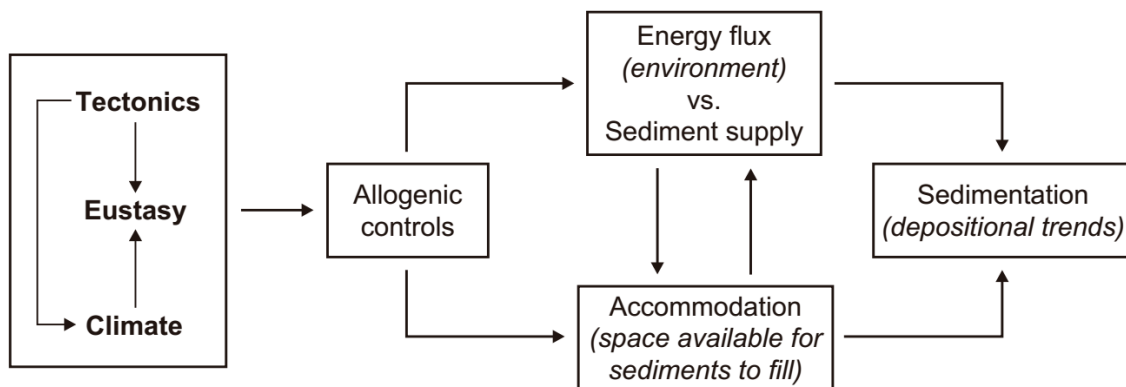 Tectonics
Eustasy
Climate
Allogenic
controls
Energy flux
(environment)
vs.
Sediment supply
Accommodation
(space available for
sediments to fill)
Sedimentation
(depositional trends)